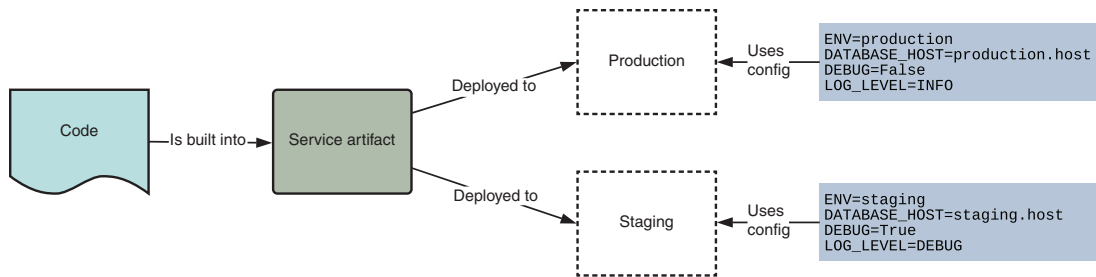 Code
Is built into
Service artifact
Deployed to
Production
Uses
config
ENV=production
DATABASE_HOST=production.host
DEBUG=False
LOG_LEVEL=INFO
Deployed to
Staging
Uses
config
ENV=staging
DATABASE_HOST=staging.host
DEBUG=True
LOG_LEVEL=DEBUG